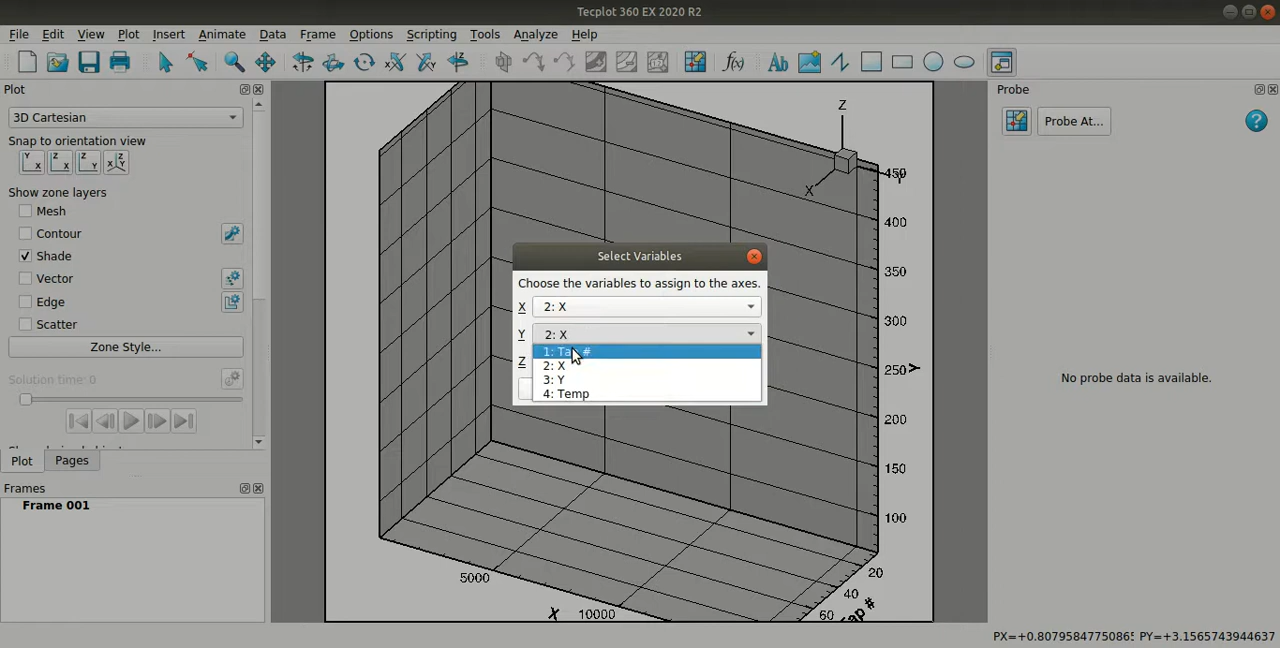 Tecplot 360 EX 2020 R2
File Edit View Plot Insert Animate Data Frame Options Scripting Tools Analyze Help
Plot
3D Cartesian
Snap to orientation view
Show zone layers
Mesh
Contour
Shade
Vector
Edge
Scatter
Zone Style...
Solution time: 0
Plot Pages
Frames
Frame 001
Z
X
450
400
350
300
250
200
150
100
Y
20
40
60
5000
X 10000
Select Variables
Choose the variables to assign to the axes.
X 2: X
Y 2: X
Z
2: X
3: Y
4: Temp
Probe
Probe At...
?
No probe data is available.
PX=+0.8079584775086 PY=+3.1565743944637